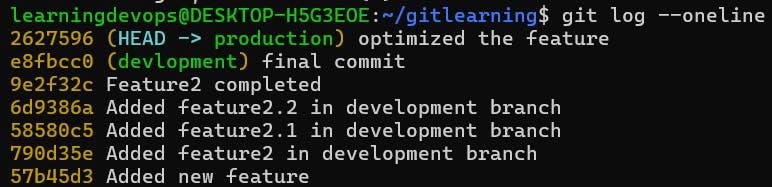 learningdevops@DESKTOP-H5G3EOE:~/gitlearning$ git log --oneline
2627596 (HEAD -> production) optimized the feature
e8fbcc0 (devlopment) final commit
9e2f32c Feature2 completed
6d9386a Added feature2.2 in development branch
58580c5 Added feature2.1 in development branch
790d35e Added feature2 in development branch
57b45d3 Added new feature